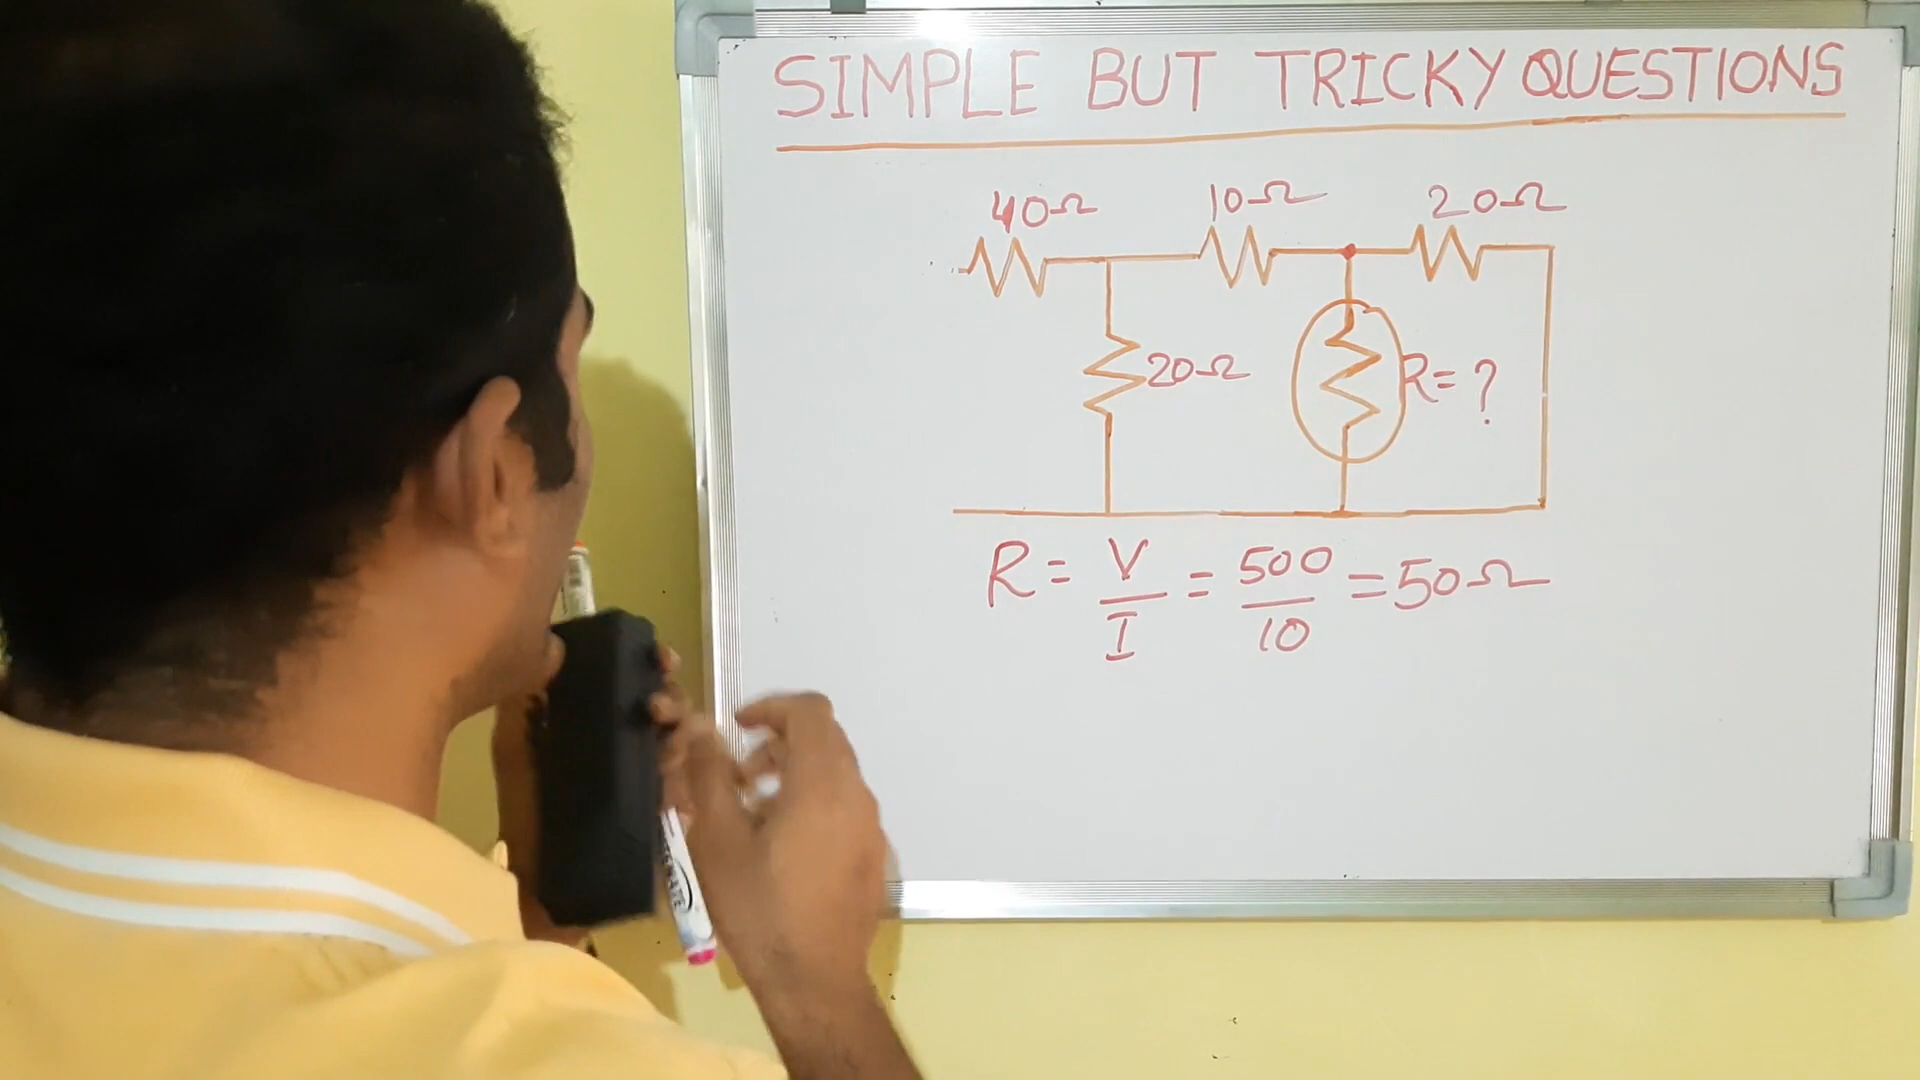 SIMPLE BUT TRICKY QUESTIONS
40Ω 10Ω 20Ω
20Ω R=?
R = V/I = 500/10 = 50Ω